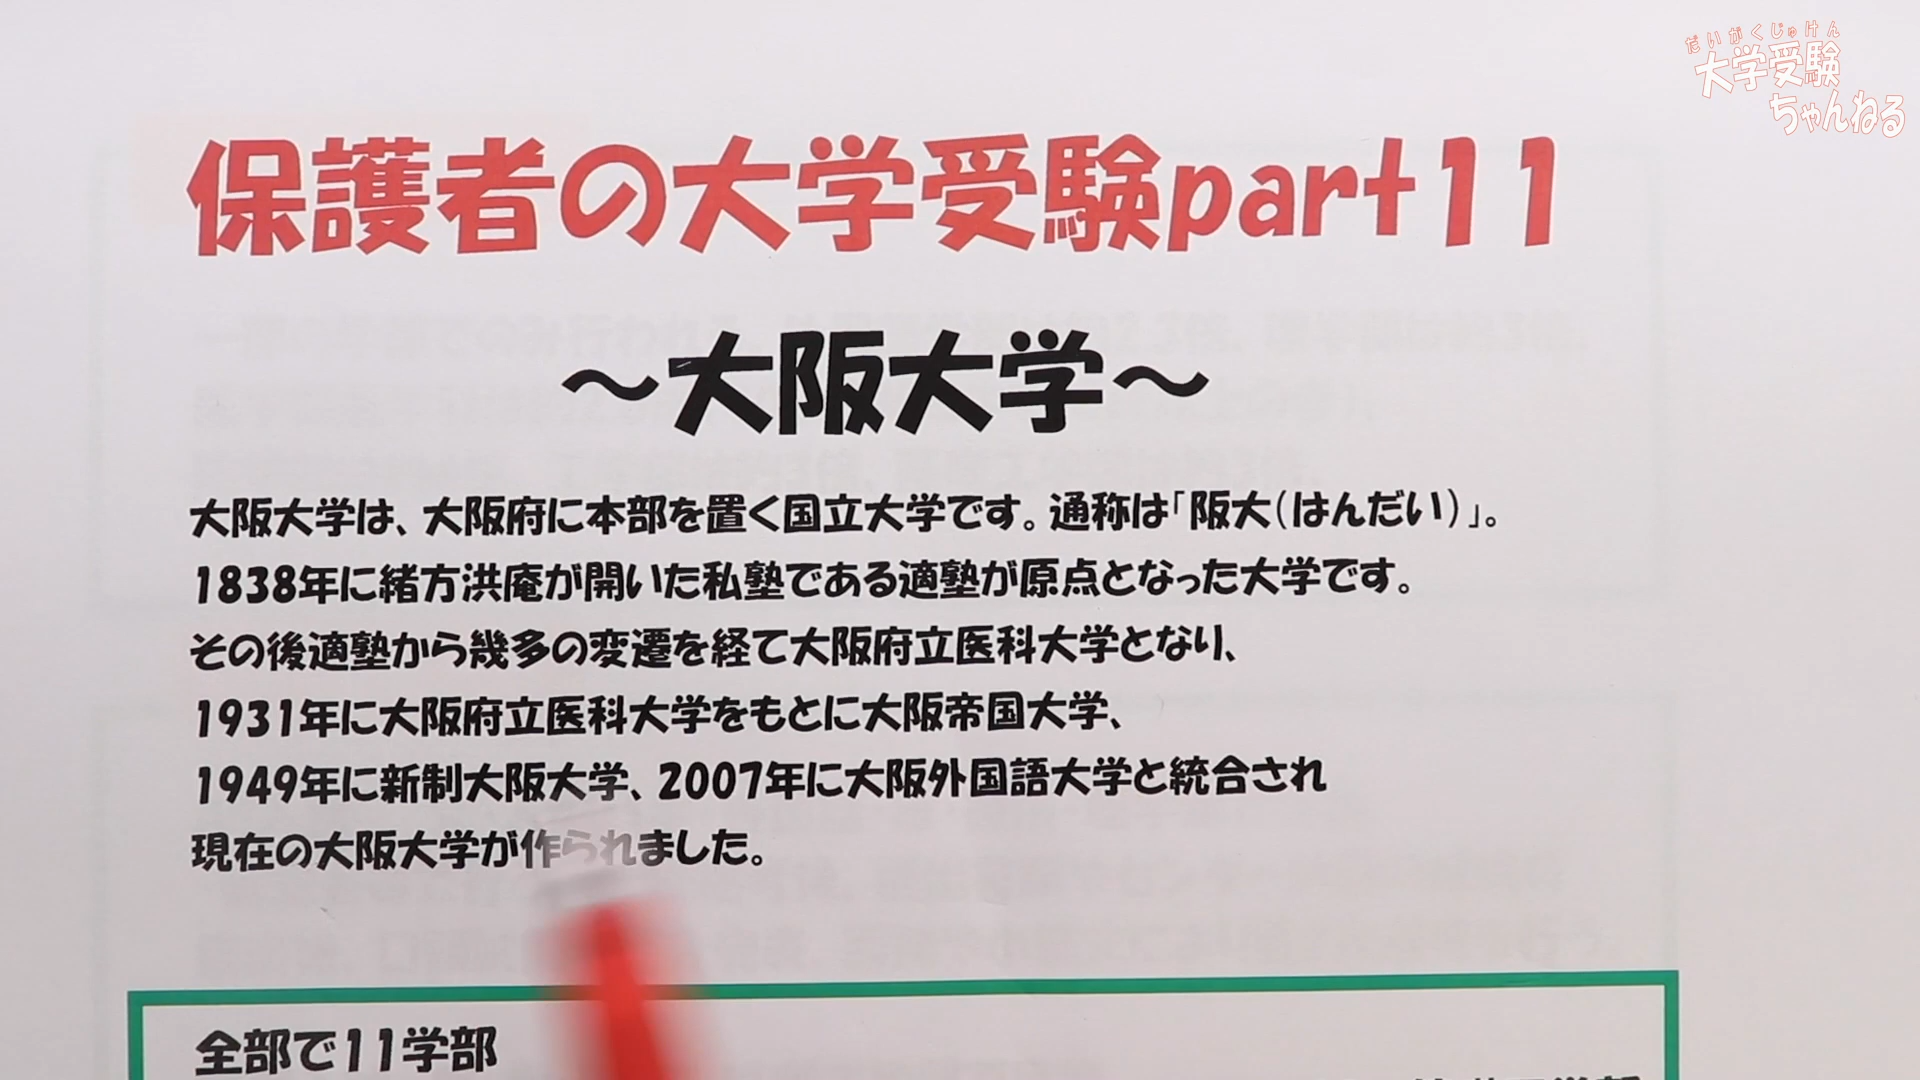 だいがくじゅけん
大学受験
ちゃんねる
保護者の大学受験part11
～大阪大学～
大阪大学は、大阪府に本部を置く国立大学です。通称は「阪大(はんだい)」。
1838年に緒方洪庵が開いた私塾である適塾が原点となった大学です。
その後適塾から幾多の変遷を経て大阪府立医科大学となり、
1931年に大阪府立医科大学をもとに大阪帝国大学、
1949年に新制大阪大学、2007年に大阪外国語大学と統合され
現在の大阪大学が作られました。
全部で11学部